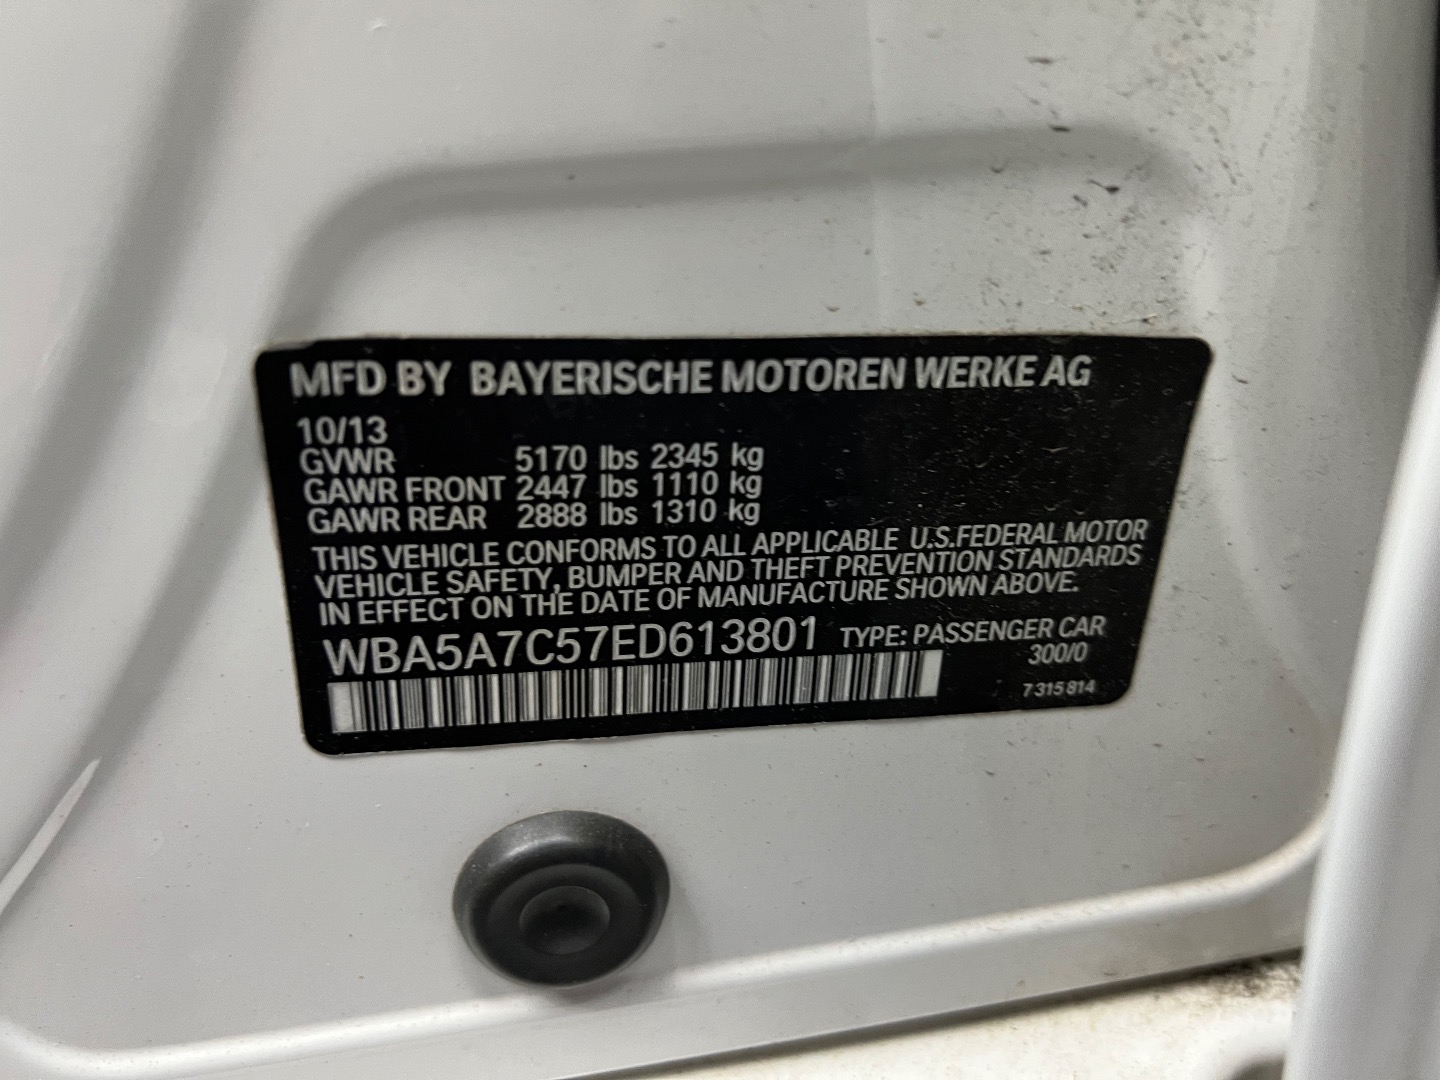 MFD BY BAYERISCHE MOTOREN WERKE AG
10/13
GVWR 5170 lbs 2345 kg
GAWR FRONT 2447 lbs 1110 kg
GAWR REAR 2888 lbs 1310 kg
THIS VEHICLE CONFORMS TO ALL APPLICABLE U.S.FEDERAL MOTOR
VEHICLE SAFETY, BUMPER AND THEFT PREVENTION STANDARDS
IN EFFECT ON THE DATE OF MANUFACTURE SHOWN ABOVE.
WBA5A7C57ED613801 TYPE: PASSENGER CAR
300/0
7 315 814